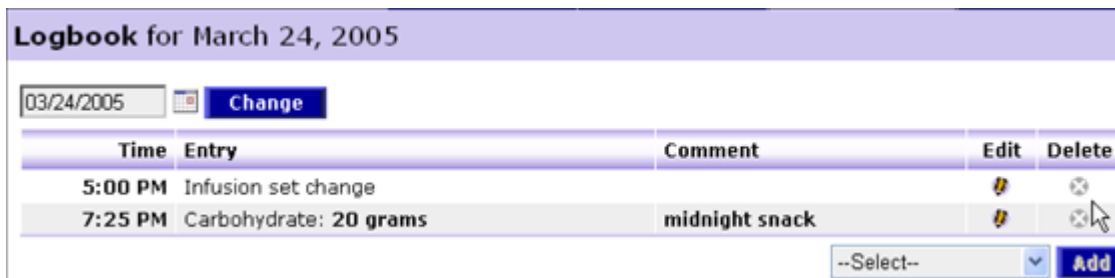 Logbook for March 24, 2005
03/24/2005 Change
Time Entry Comment Edit Delete
5:00 PM Infusion set change
7:25 PM Carbohydrate: 20 grams midnight snack
--Select-- Add